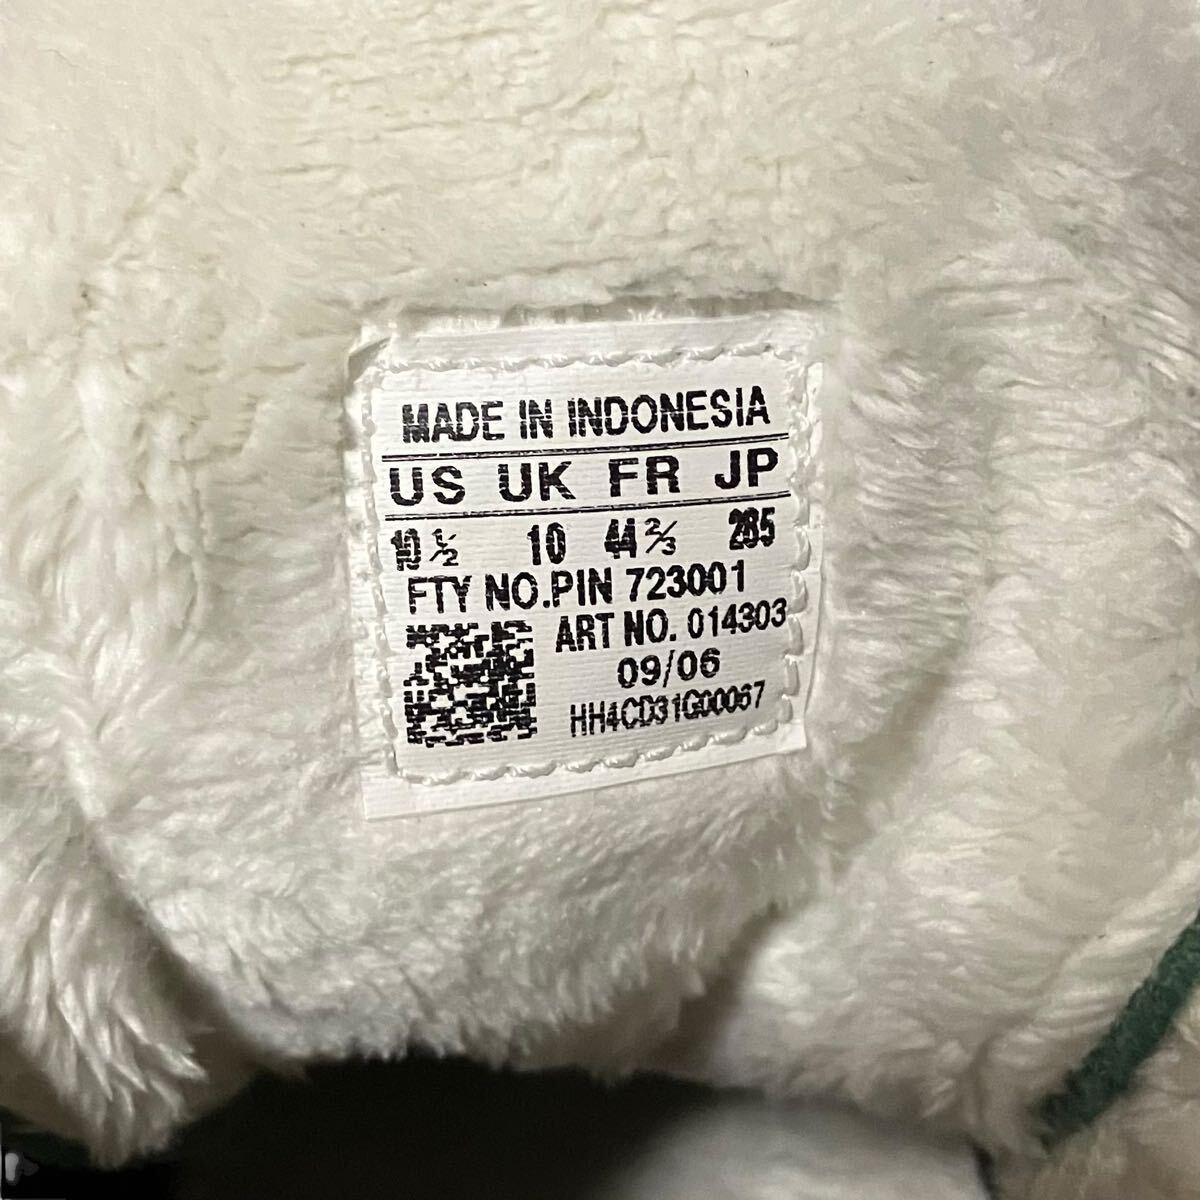 MADE IN INDONESIA
US UK FR JP
10 1/2 10 44 2/3 285
FTY NO.PIN 723001
ART NO. 014303
09/06
HH4CD31G00067